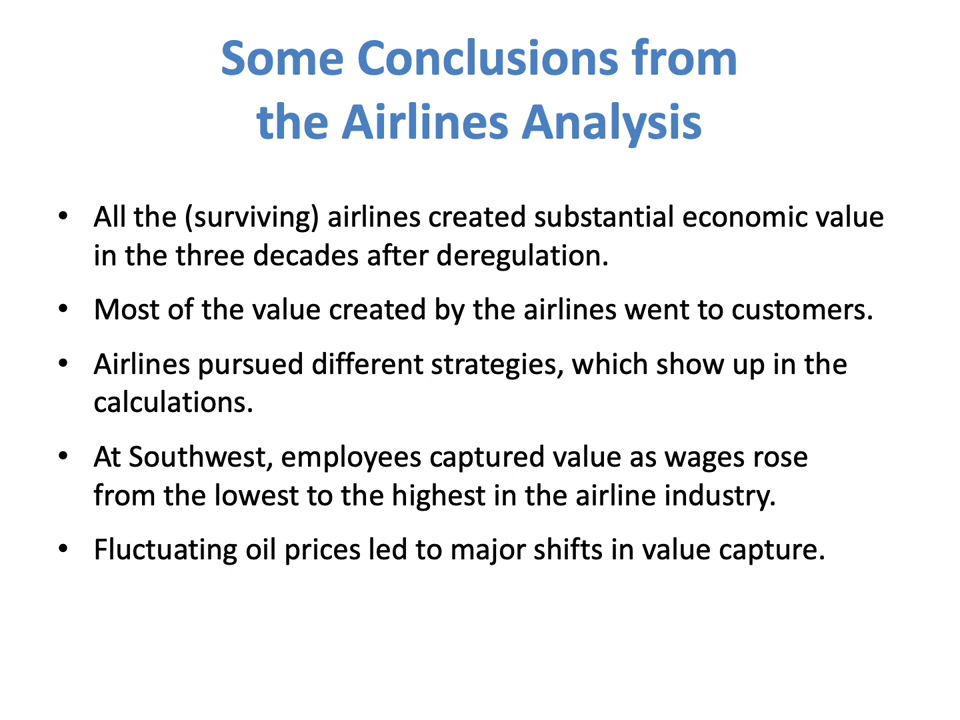 Some Conclusions from
the Airlines Analysis
• All the (surviving) airlines created substantial economic value
in the three decades after deregulation.
• Most of the value created by the airlines went to customers.
• Airlines pursued different strategies, which show up in the
calculations.
• At Southwest, employees captured value as wages rose
from the lowest to the highest in the airline industry.
• Fluctuating oil prices led to major shifts in value capture.